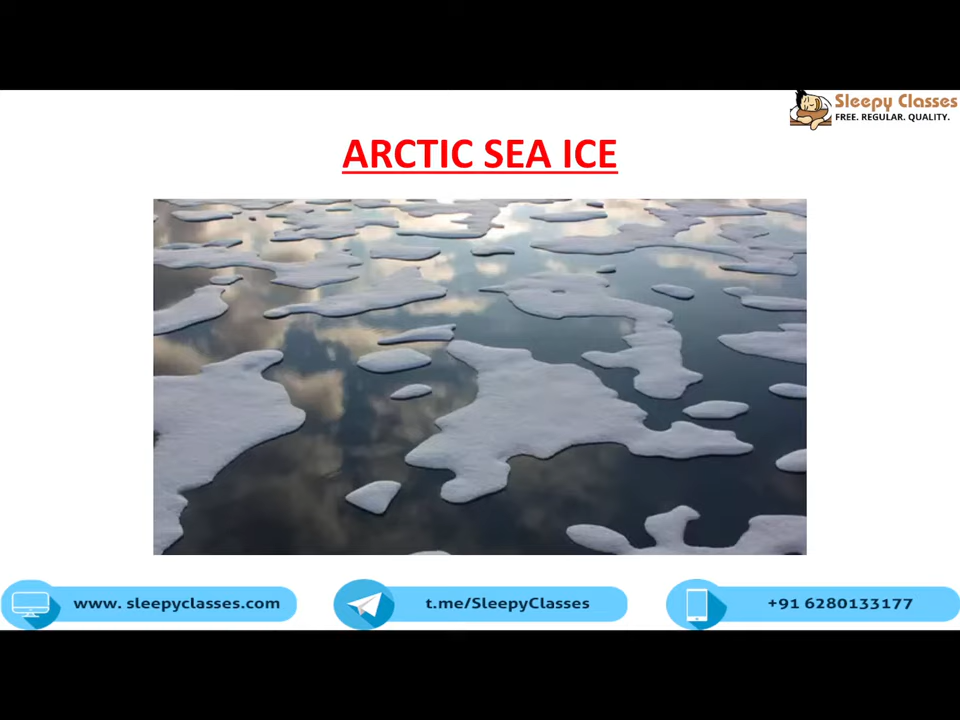 Sleepy Classes
FREE. REGULAR. QUALITY.
ARCTIC SEA ICE
www. sleepyclasses.com
t.me/SleepyClasses
+91 6280133177